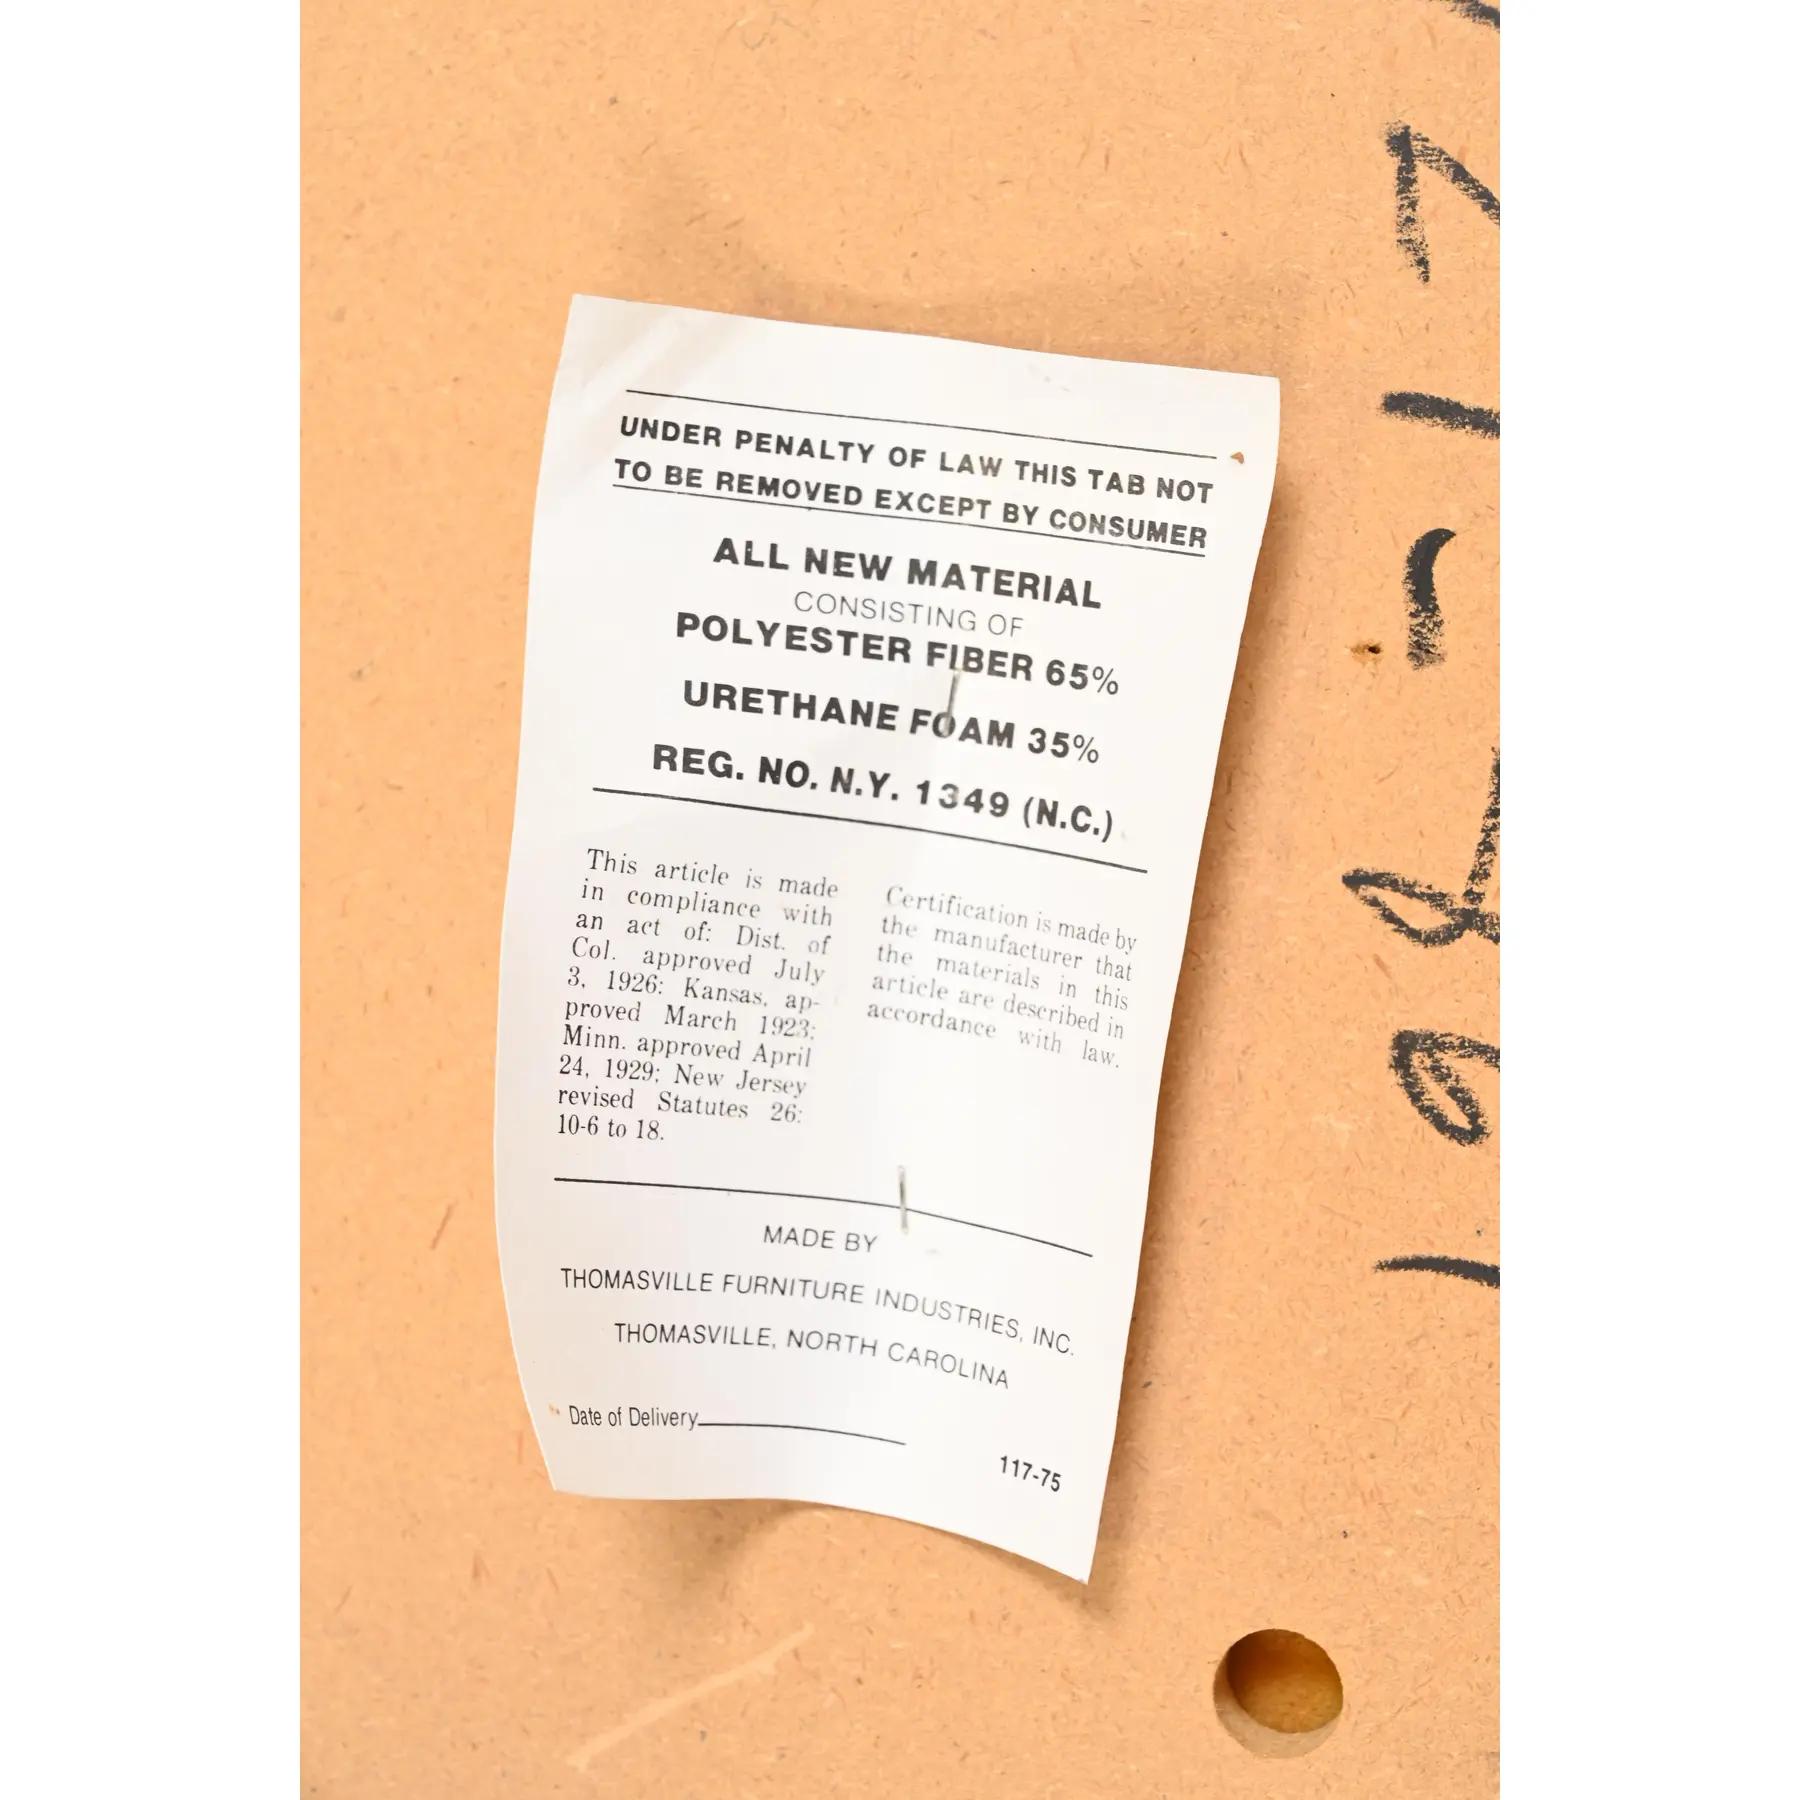 UNDER PENALTY OF LAW THIS TAB NOT
TO BE REMOVED EXCEPT BY CONSUMER
ALL NEW MATERIAL
CONSISTING OF
POLYESTER FIBER 65%
URETHANE FOAM 35%
REG. NO. N.Y. 1349 (N.C.)
This article is made
in compliance with
an act of: Dist. of
Col. approved July
3, 1926: Kansas, ap-
proved March 1923:
Minn. approved April
24, 1929: New Jersey
revised Statutes 26:
10-6 to 18.
Certification is made by
the manufacturer that
the materials in this
article are described in
accordance with law.
MADE BY
THOMASVILLE FURNITURE INDUSTRIES, INC.
THOMASVILLE, NORTH CAROLINA
Date of Delivery
117-75